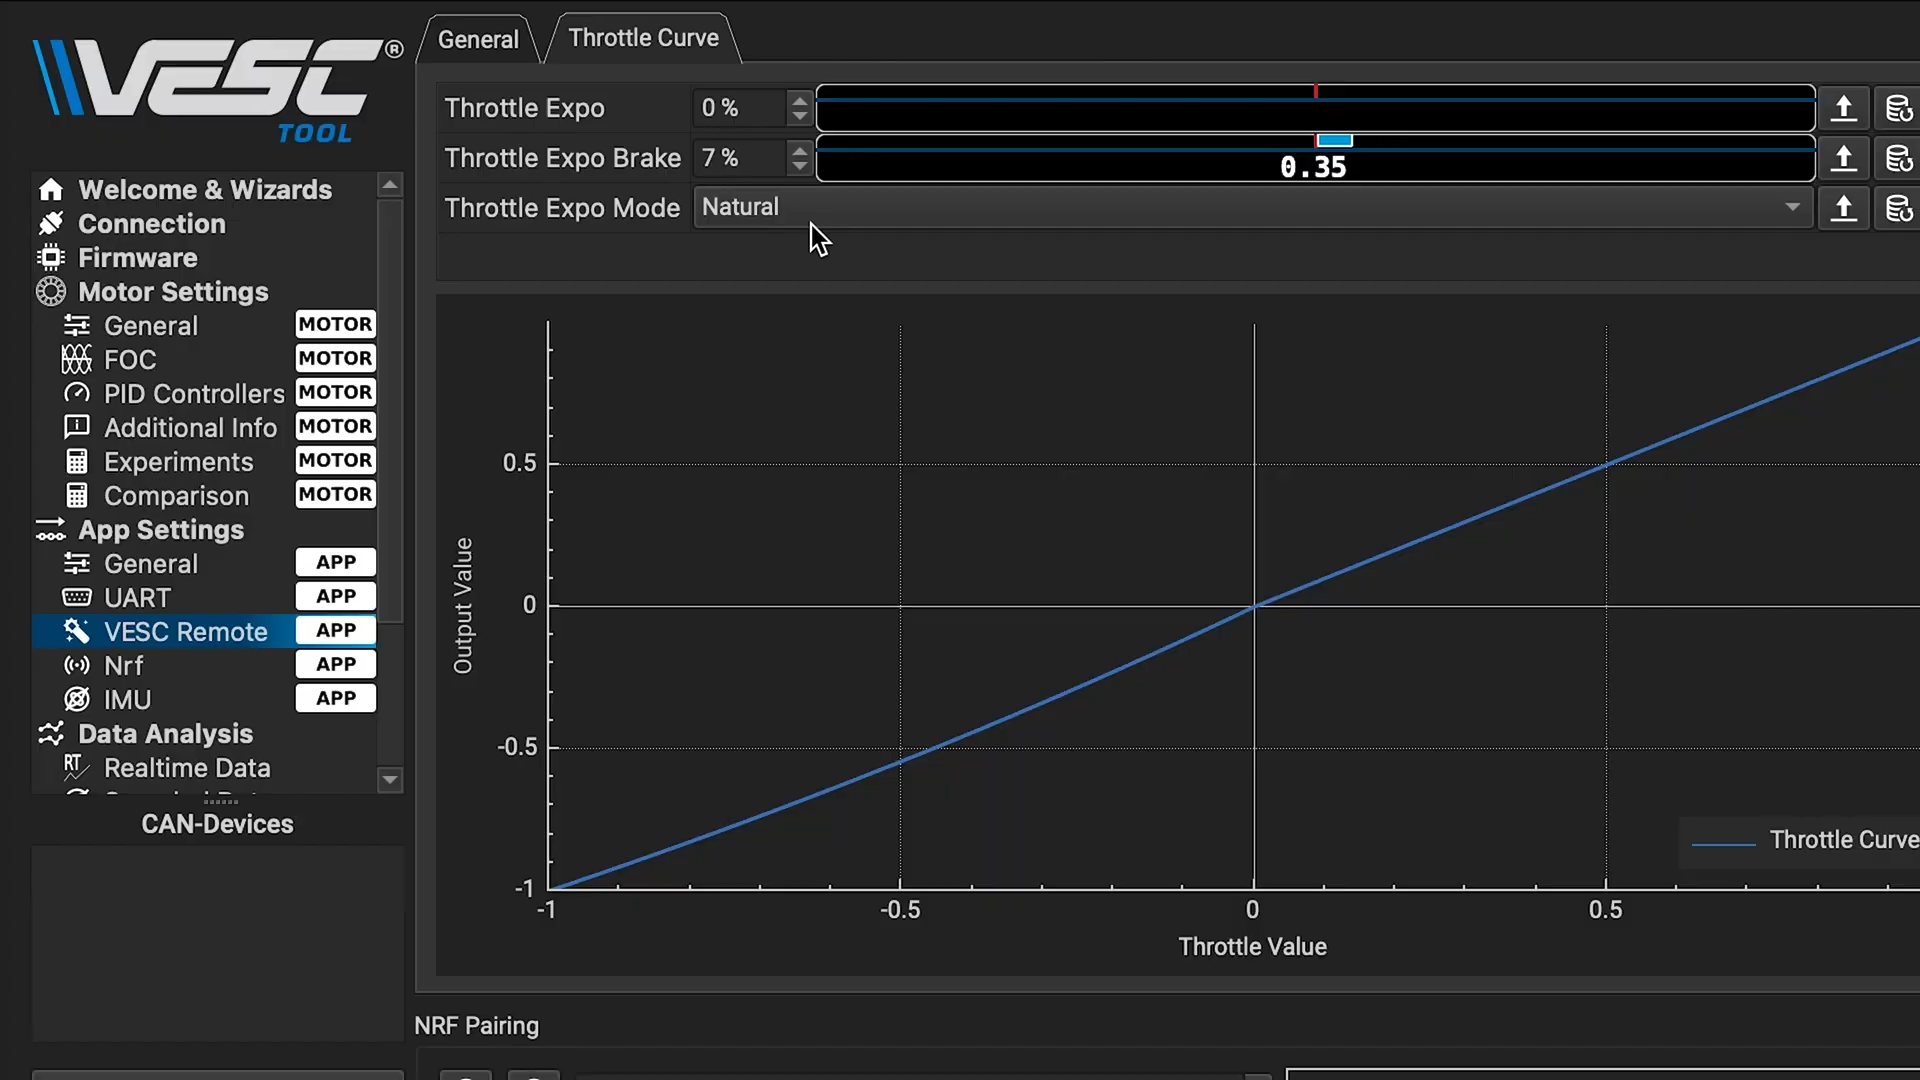 VESC®
TOOL
General
Throttle Curve
Throttle Expo
0 %
Throttle Expo Brake
7 %
0.35
Throttle Expo Mode
Natural
Welcome & Wizards
Connection
Firmware
Motor Settings
General MOTOR
FOC MOTOR
PID Controllers MOTOR
Additional Info MOTOR
Experiments MOTOR
Comparison MOTOR
App Settings
General APP
UART APP
VESC Remote APP
Nrf APP
IMU APP
Data Analysis
RT Realtime Data
CAN-Devices
Output Value
0.5
0
-0.5
-1
-1
-0.5
0
0.5
Throttle Value
Throttle Curve
NRF Pairing